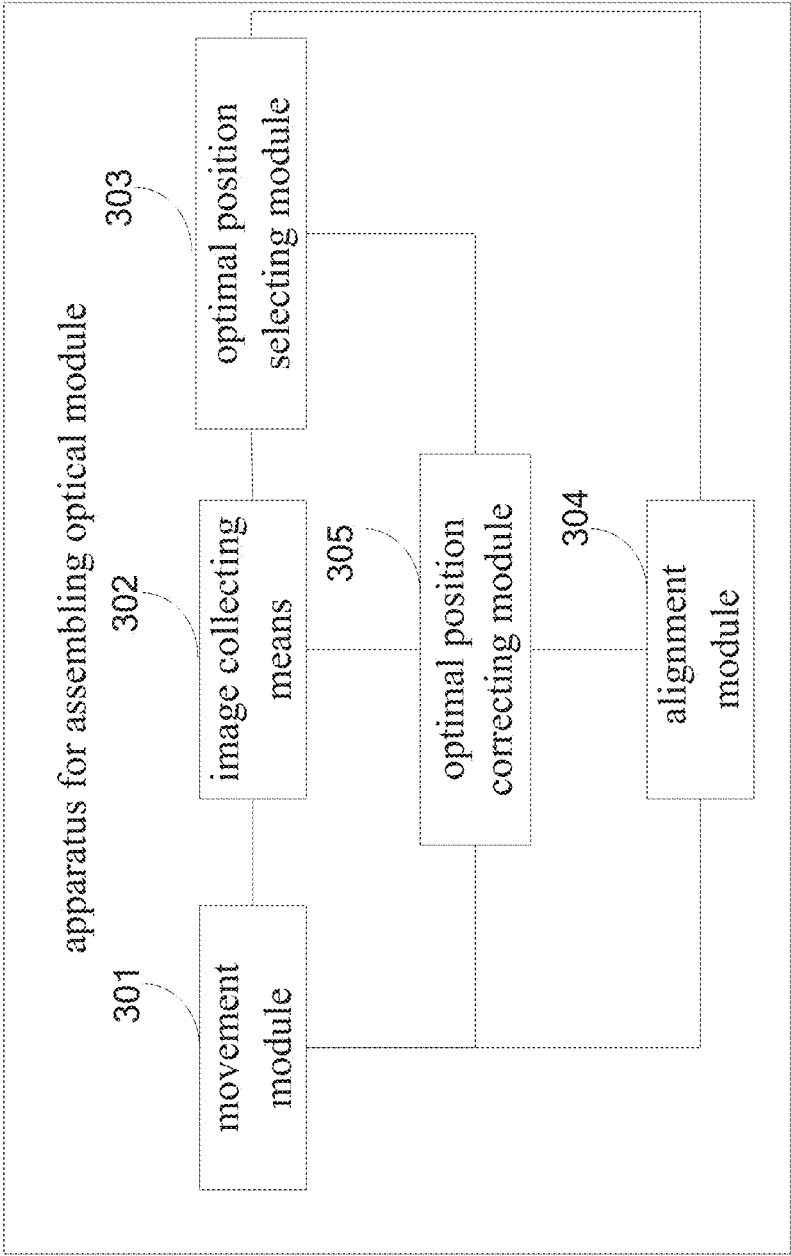 apparatus for assembling optical module
301
movement
module
302
image collecting
means
303
optimal position
selecting module
305
optimal position
correcting module
304
alignment
module